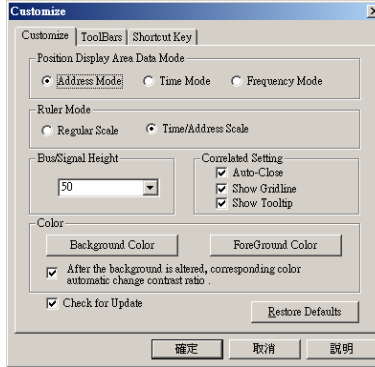 Customize
Customize ToolBars Shortcut Key
Position Display Area Data Mode
Address Mode Time Mode Frequency Mode
Ruler Mode
Regular Scale Time/Address Scale
Bus/Signal Height Correlated Setting
Auto-Close
50 Show Gridline
Show Tooltip
Color
Background Color ForeGround Color
After the background is altered, corresponding color
automatic change contrast ratio .
Check for Update
Restore Defaults
確定 取消 說明